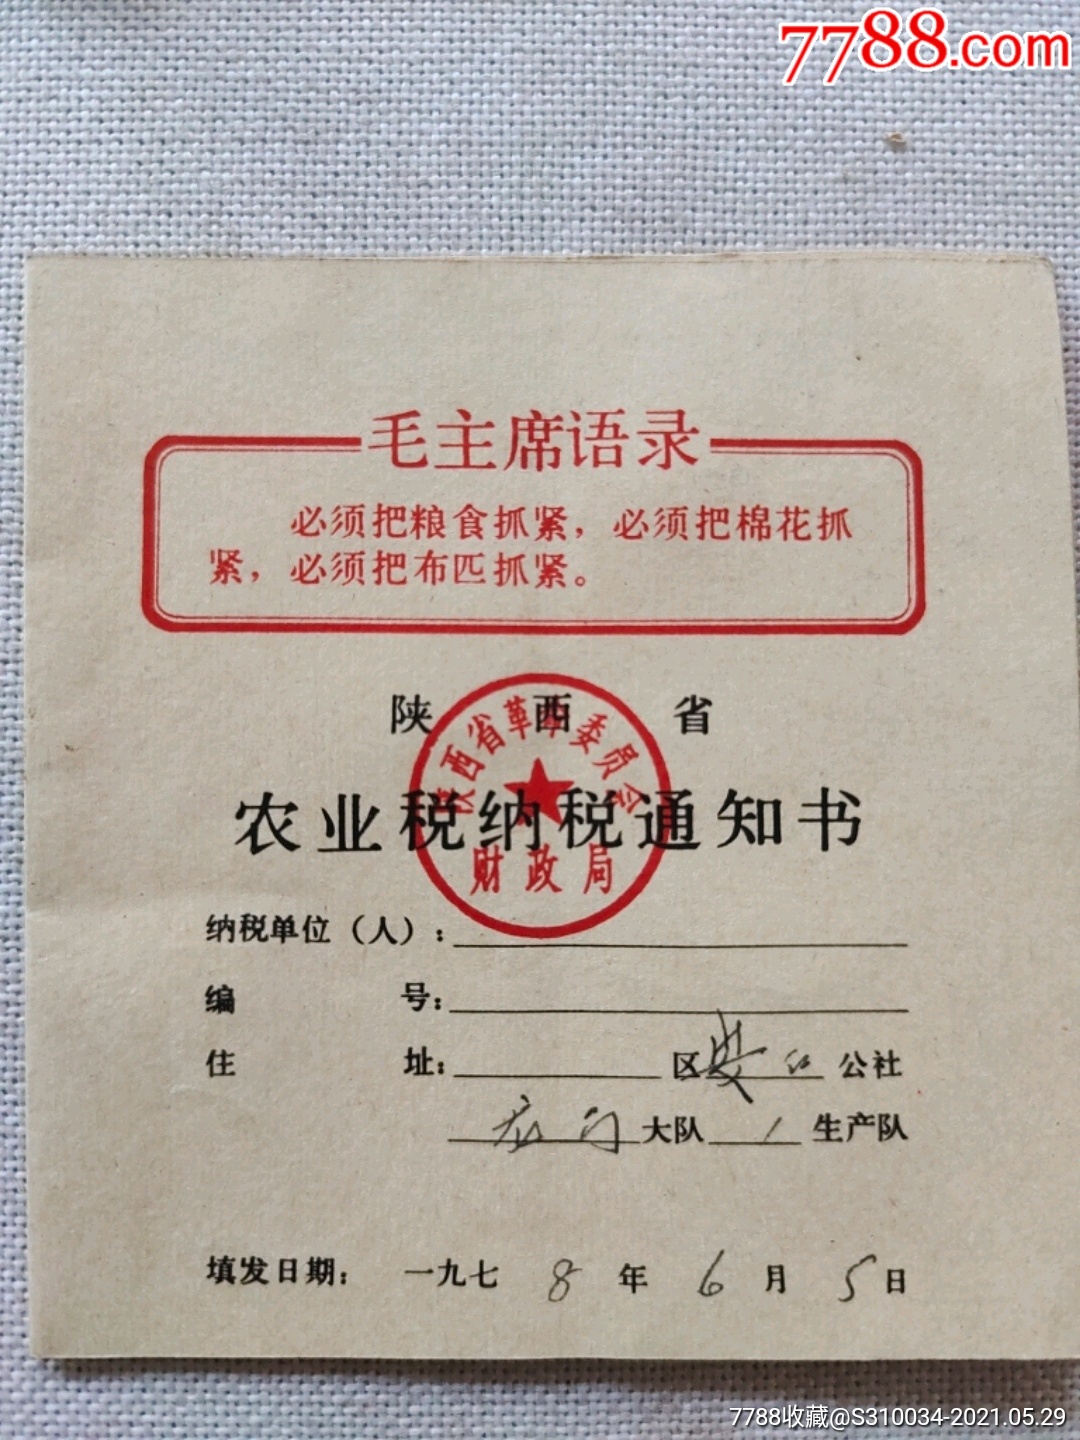 7788.com
毛主席语录
必须把粮食抓紧，必须把棉花抓
紧，必须把布匹抓紧。
陕西省
陕西省革命委员会
财政局
农业税纳税通知书
纳税单位（人）：
编号：
住址： 区 公社
大队 1 生产队
填发日期： 一九七 8 年 6 月 5 日
7788收藏@S310034-2021.05.29